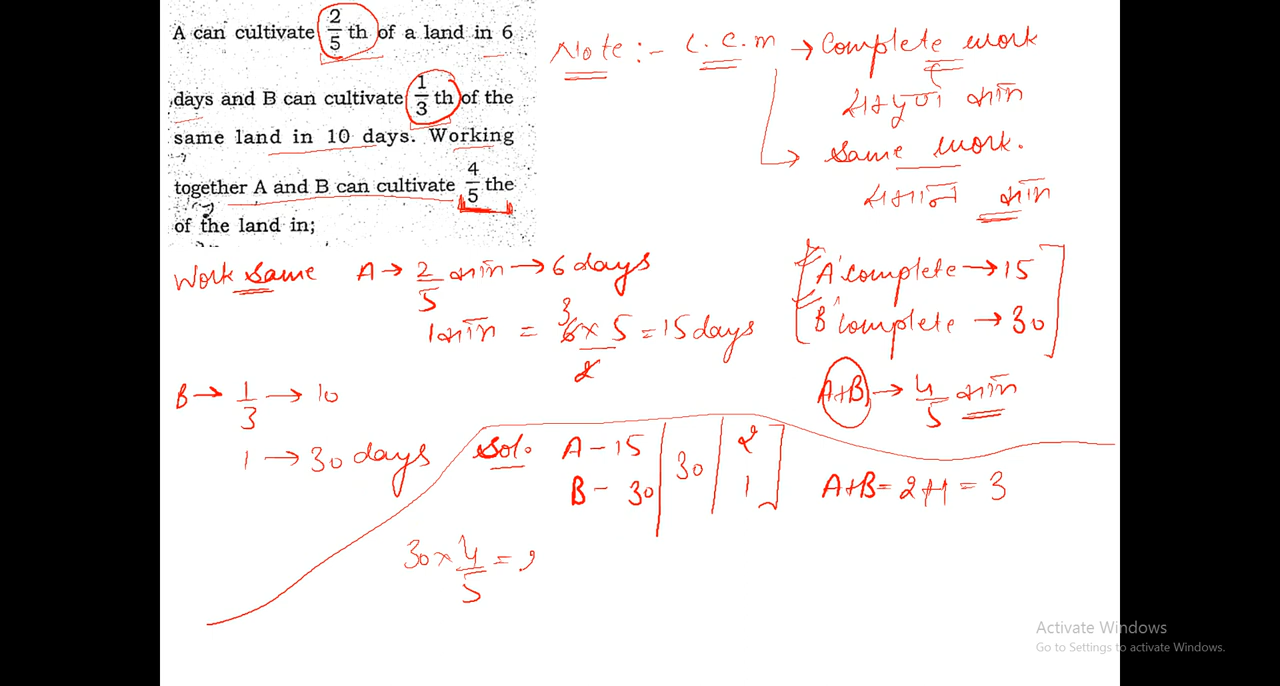 A can cultivate 2/5 th of a land in 6
days and B can cultivate 1/3 th of the
same land in 10 days. Working
together A and B can cultivate 4/5 the
of the land in;
Note :- L.C.M → Complete work
सम्पूर्ण काम
→ Same work.
समान काम
Work Same A → 2/5 काम → 6 days
1 काम = 6 × 5 / 2 = 15 days
3
B → 1/3 → 10
1 → 30 days
A' complete → 15
B' complete → 30
A+B → 4/5 काम
Sol. A - 15 | 30 | 2
B - 30 | 1
A+B = 2+1 = 3
30 × 4/5 = 2
Activate Windows
Go to Settings to activate Windows.